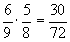 6/9 · 5/8 = 30/72